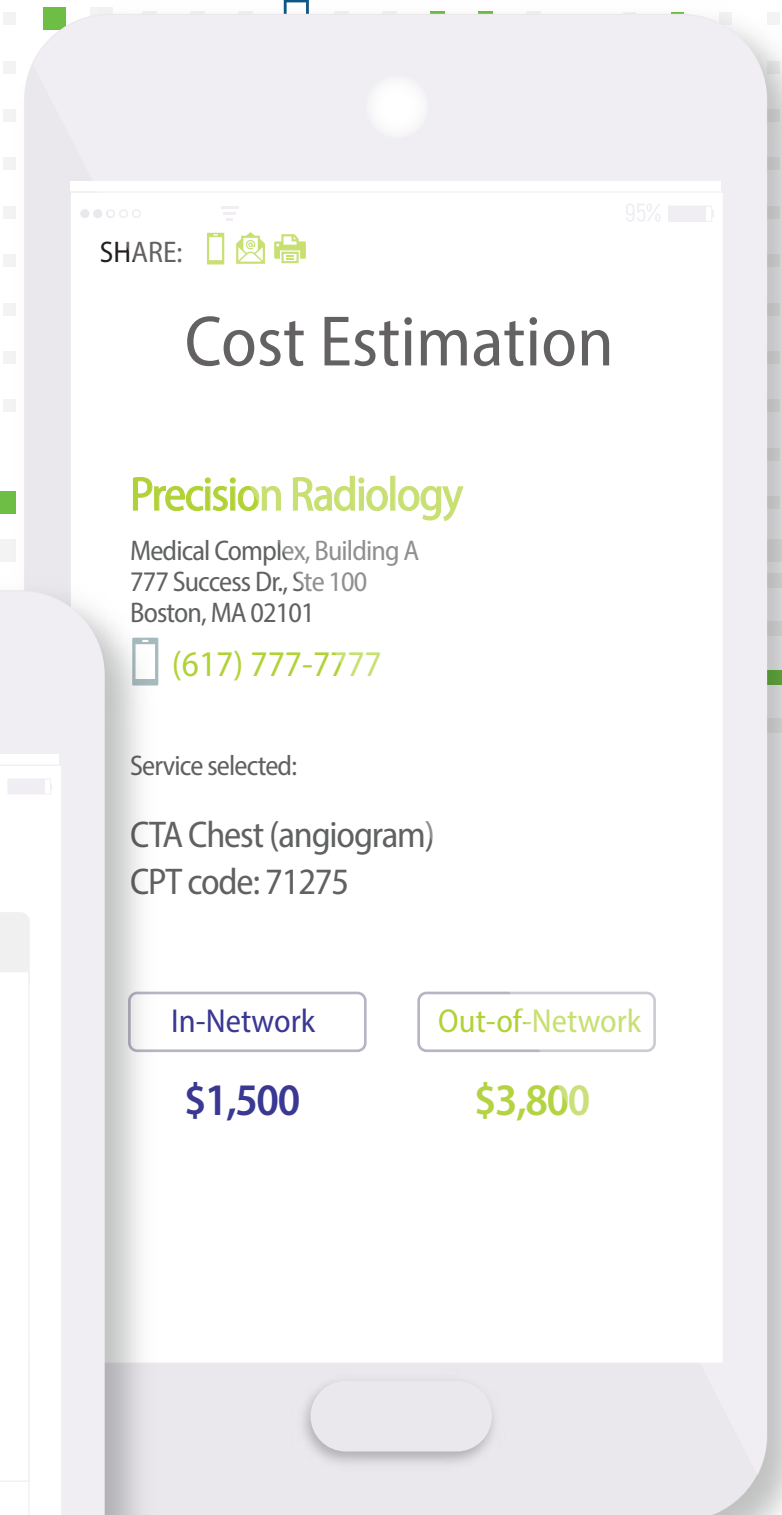 95%
SHARE:
Cost Estimation
Precision Radiology
Medical Complex, Building A
777 Success Dr., Ste 100
Boston, MA 02101
(617) 777-7777
Service selected:
CTA Chest (angiogram)
CPT code: 71275
In-Network Out-of-Network
$1,500 $3,800